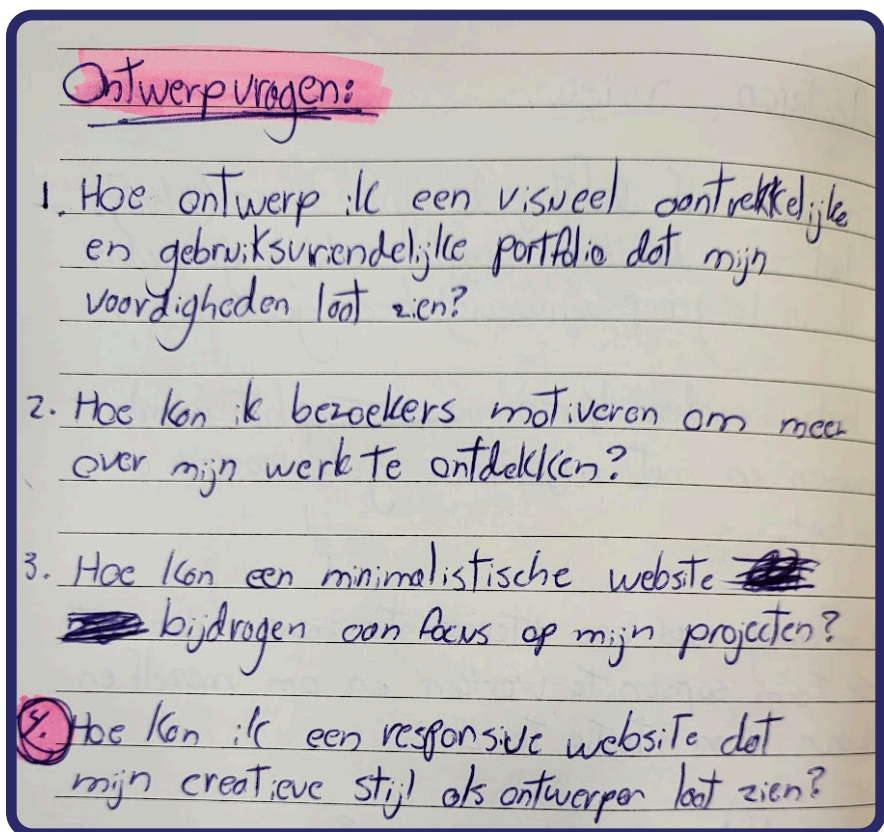 Ontwerpvragen:
1. Hoe ontwerp ik een visueel aantrekkelijke
en gebruiksvriendelijke portfolio dat mijn
voordigheden laat zien?
2. Hoe kan ik bezoekers motiveren om meer
over mijn werk te ontdekken?
3. Hoe kan een minimalistische website
bijdragen aan focus op mijn projecten?
4. Hoe kan ik een responsive website dat
mijn creatieve stijl als ontwerper laat zien?